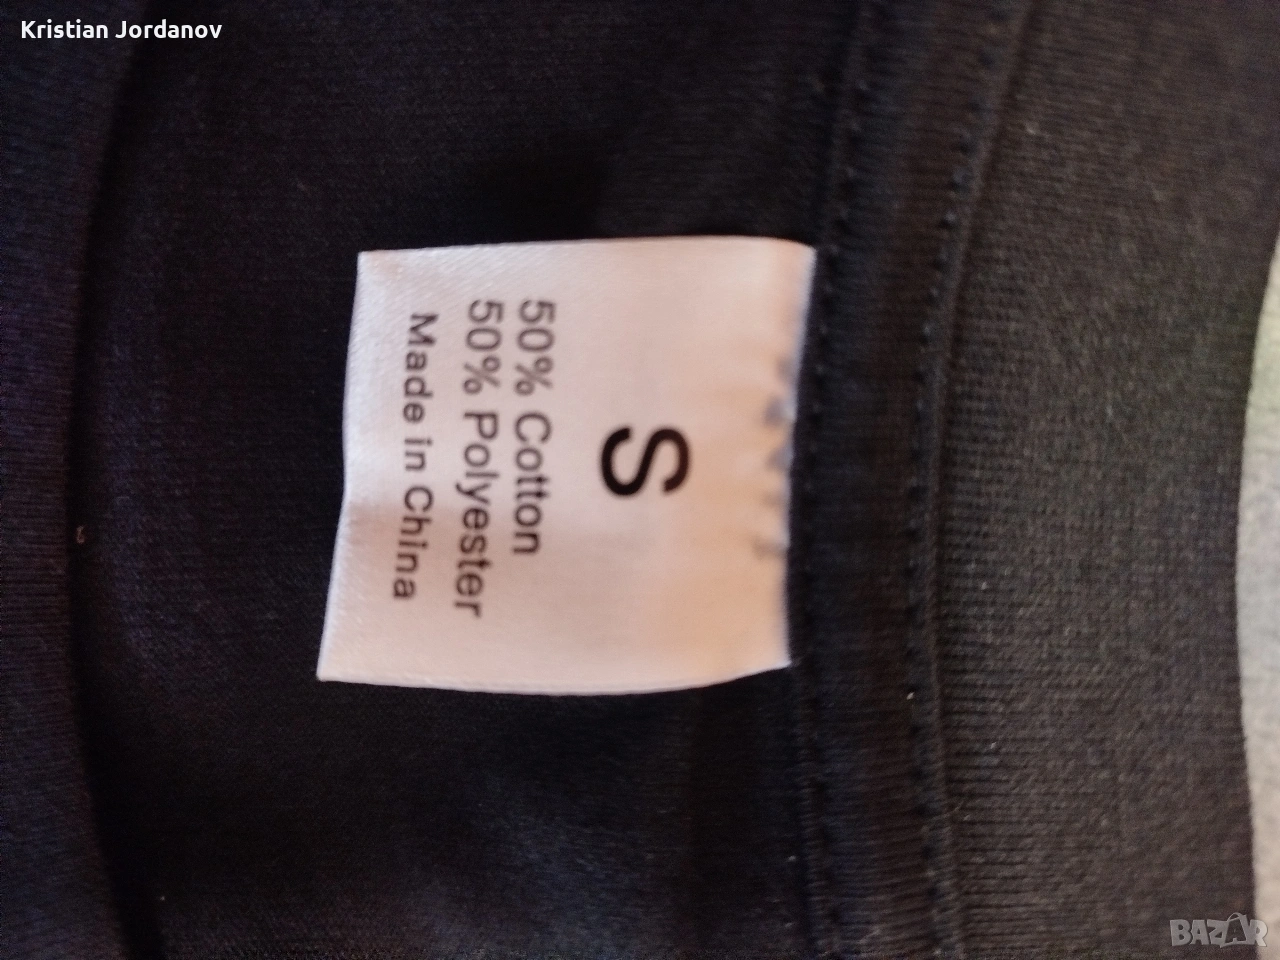 Kristian Jordanov
S
50% Cotton
50% Polyester
Made in China
BAZAR